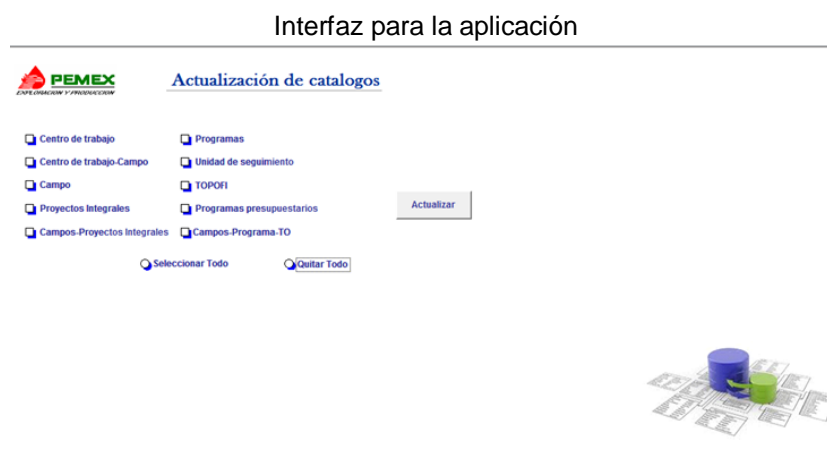 Interfaz para la aplicación
PEMEX
EXPLORACION Y PRODUCCION
Actualización de catalogos
Centro de trabajo
Programas
Centro de trabajo-Campo
Unidad de seguimiento
Campo
TOPOFI
Proyectos Integrales
Programas presupuestarios
Campos-Proyectos Integrales
Campos-Programa-TO
Actualizar
Seleccionar Todo
Quitar Todo